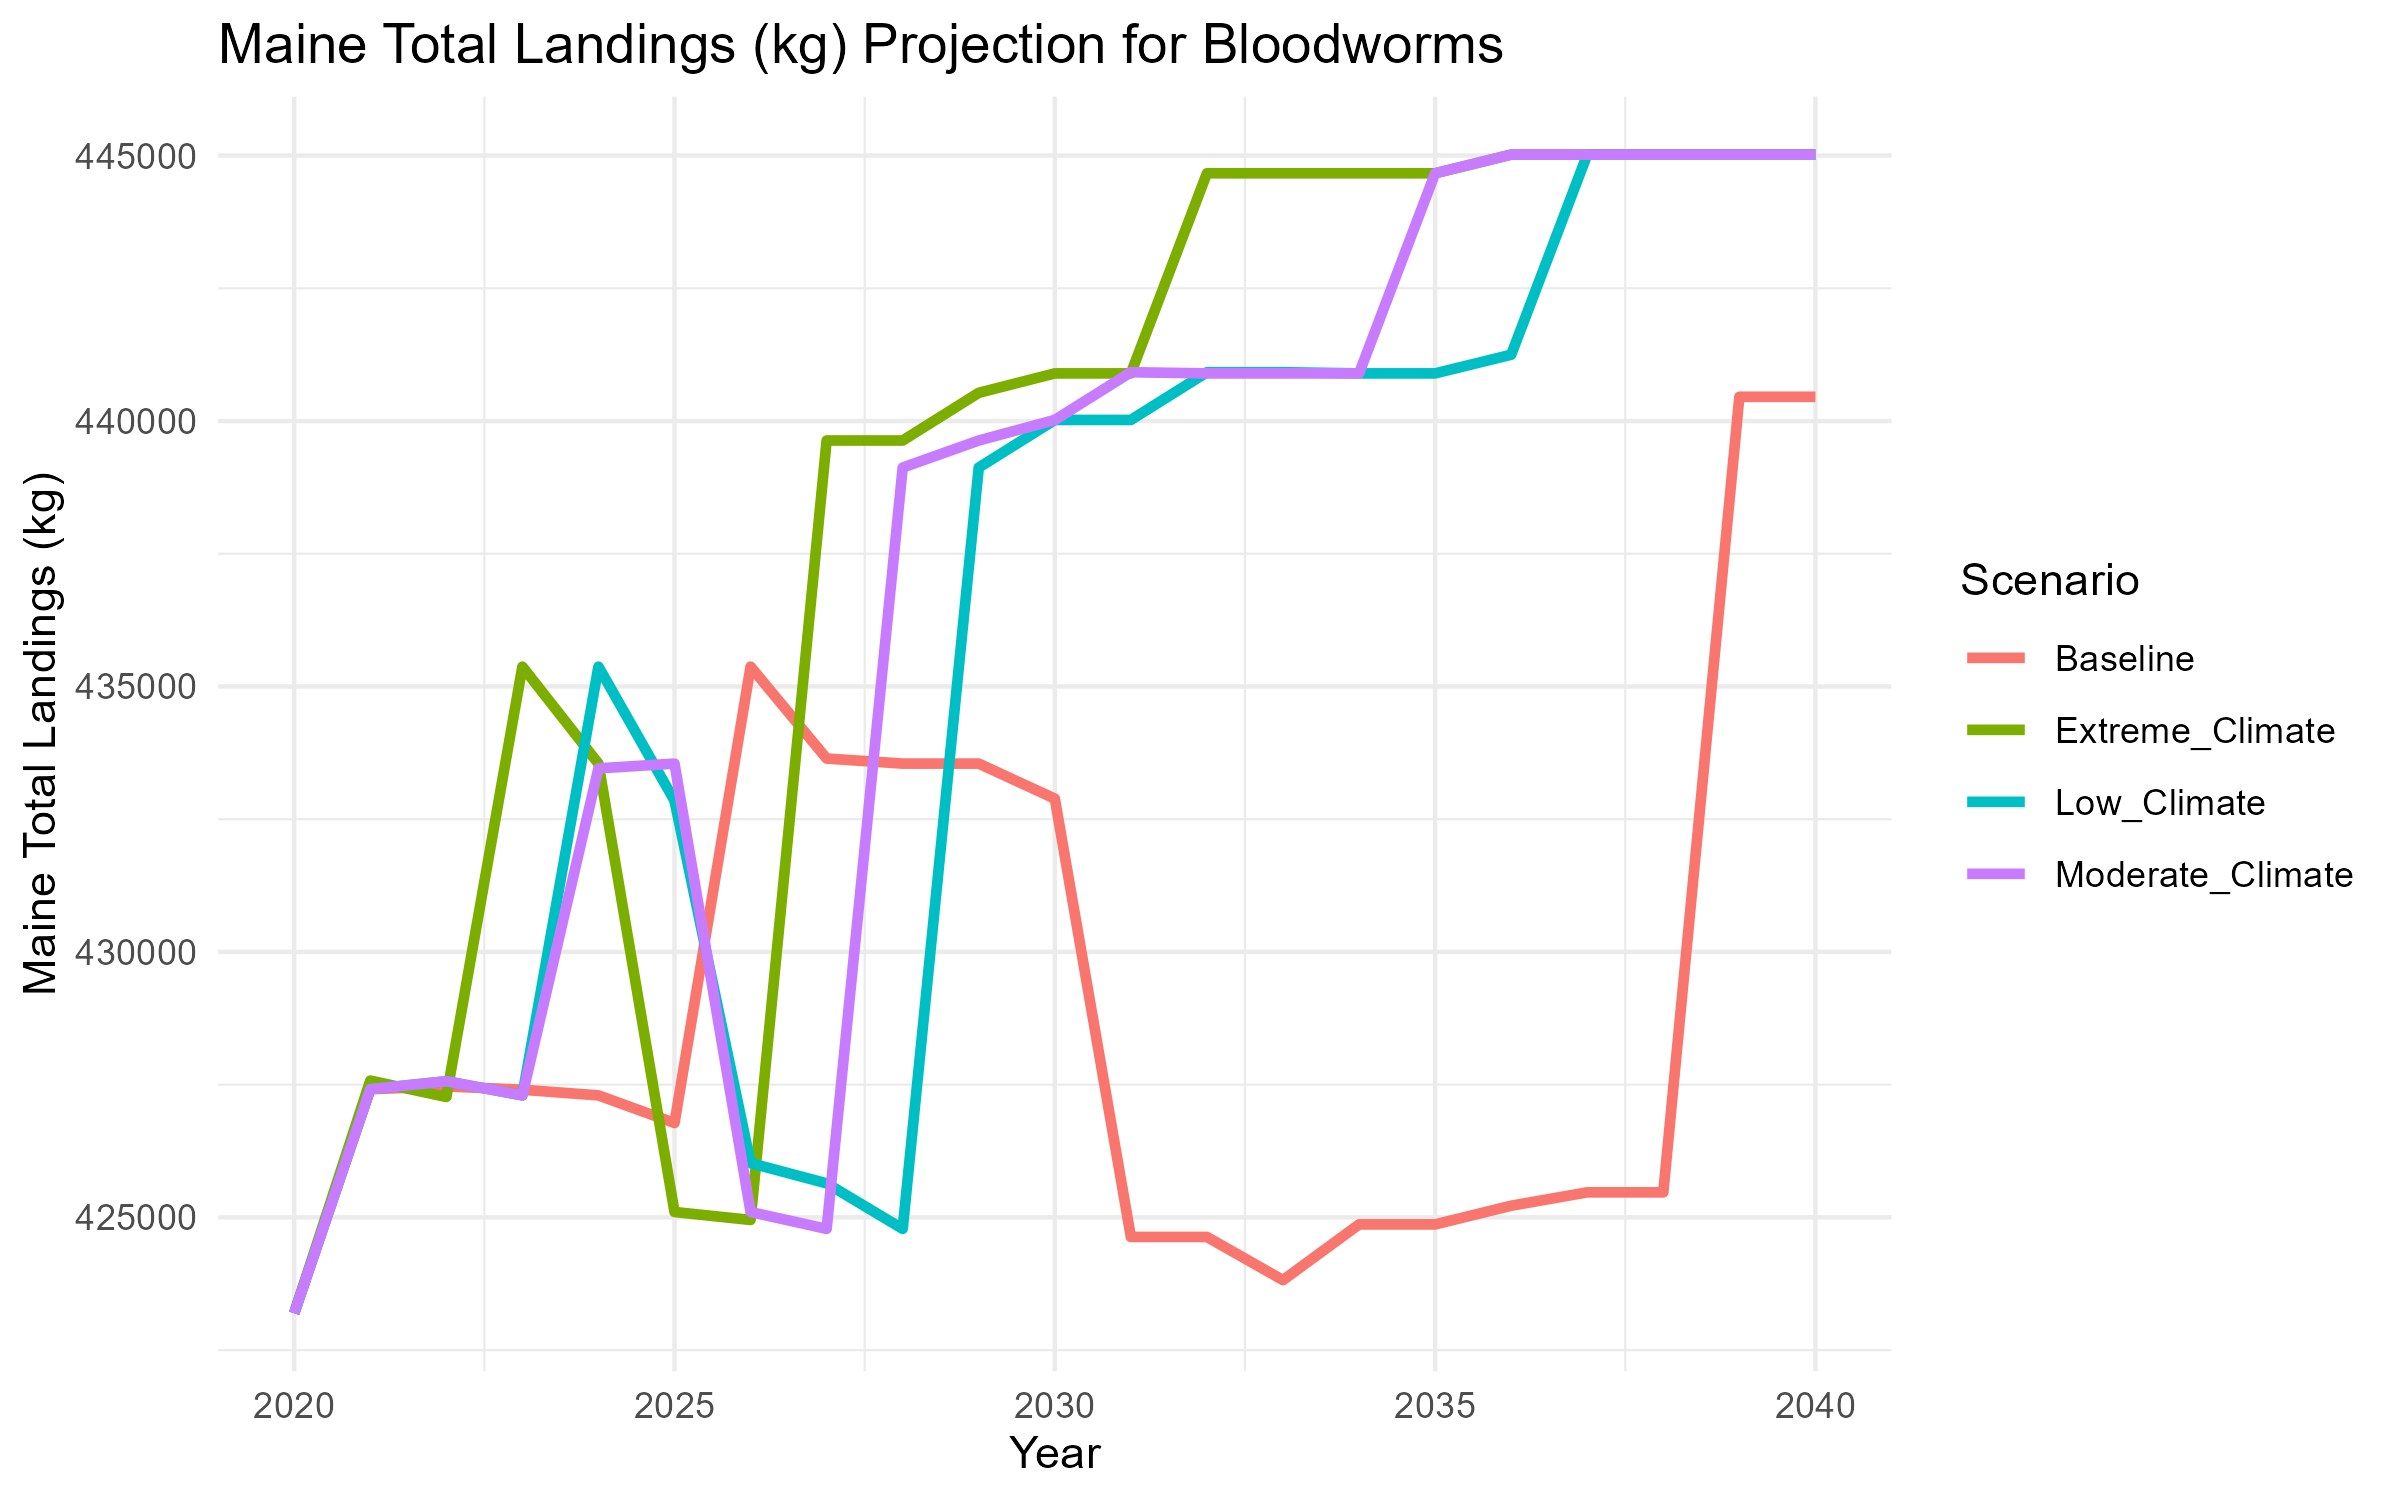 Maine Total Landings (kg) Projection for Bloodworms
Maine Total Landings (kg)
445000
440000
435000
430000
425000
2020
2025
2030
2035
2040
Year
Scenario
Baseline
Extreme_Climate
Low_Climate
Moderate_Climate